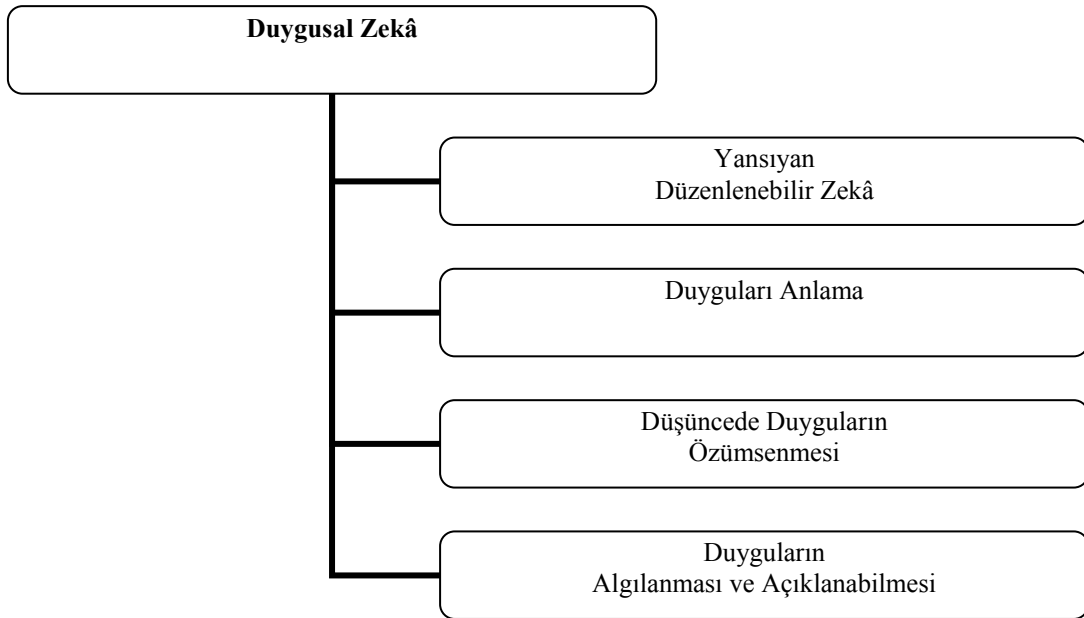 Duygusal Zekâ
Yansıyan
Düzenlenebilir Zekâ
Duyguları Anlama
Düşüncede Duyguların
Özümsenmesi
Duyguların
Algılanması ve Açıklanabilmesi